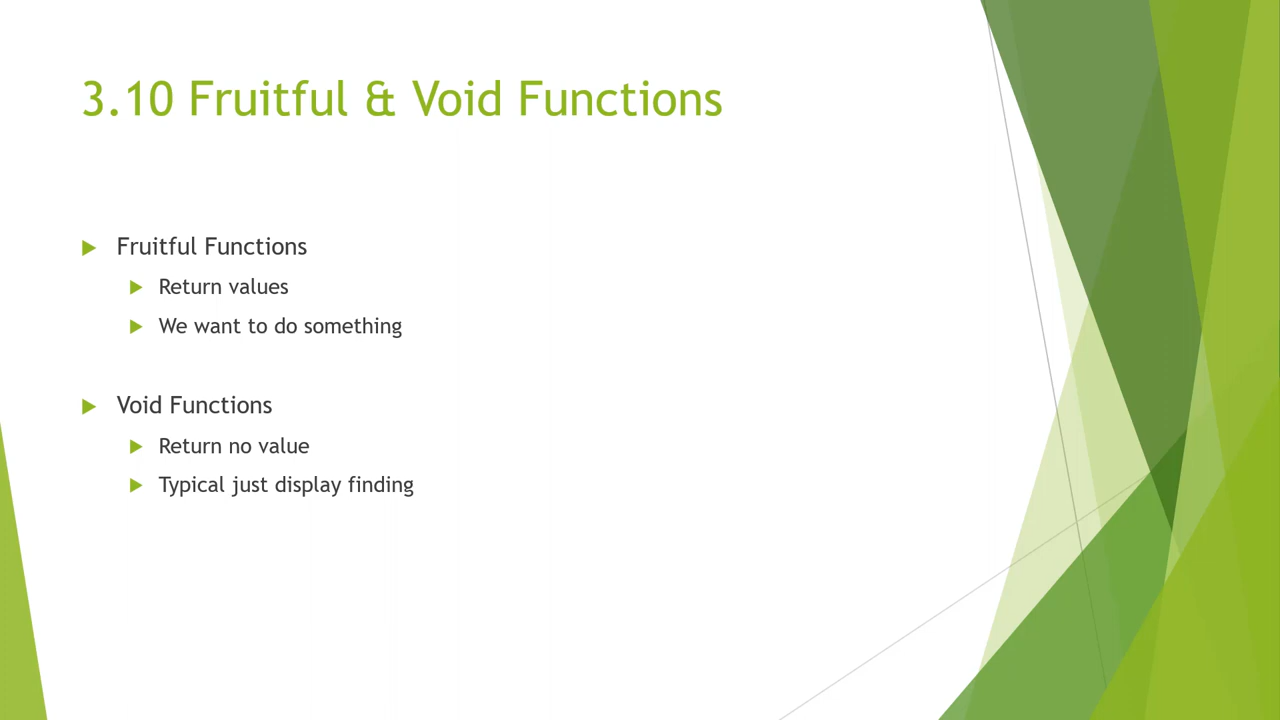 3.10 Fruitful & Void Functions
Fruitful Functions
Return values
We want to do something
Void Functions
Return no value
Typical just display finding